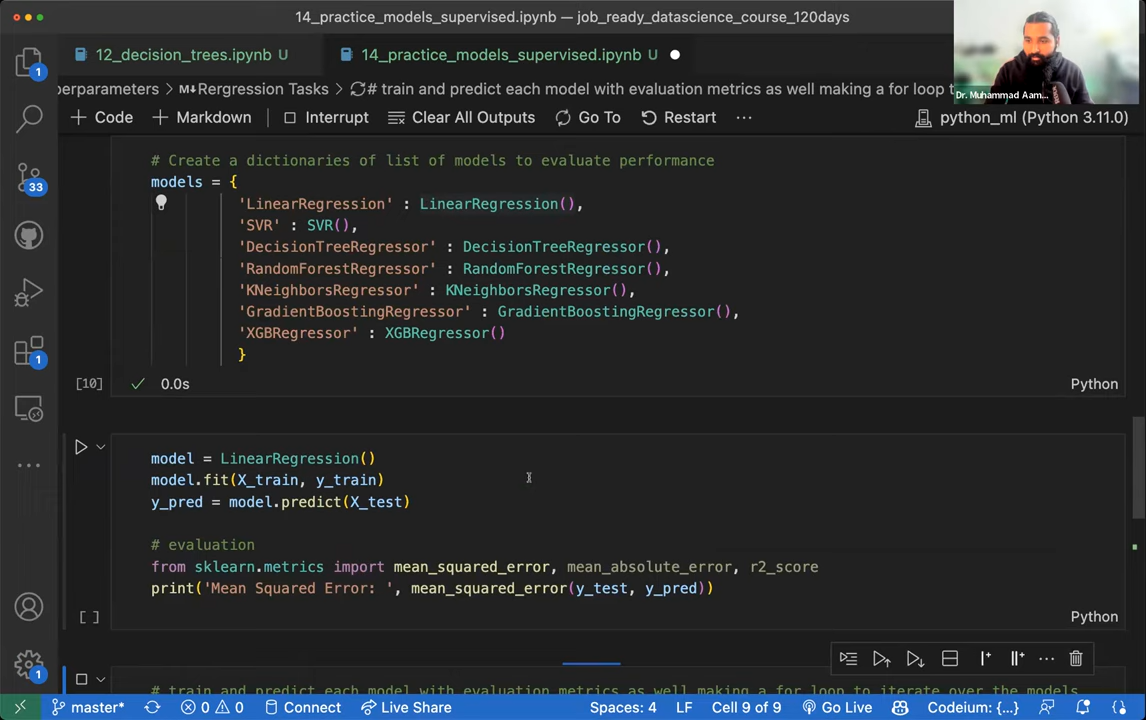 14_practice_models_supervised.ipynb — job_ready_datascience_course_120days
12_decision_trees.ipynb U
14_practice_models_supervised.ipynb U
Dr. Muhammad Aam...
perparameters > M↓Rergression Tasks > # train and predict each model with evaluation metrics as well making a for loop t
+ Code + Markdown Interrupt Clear All Outputs Go To Restart ··· python_ml (Python 3.11.0)
# Create a dictionaries of list of models to evaluate performance
models = {
'LinearRegression' : LinearRegression(),
'SVR' : SVR(),
'DecisionTreeRegressor' : DecisionTreeRegressor(),
'RandomForestRegressor' : RandomForestRegressor(),
'KNeighborsRegressor' : KNeighborsRegressor(),
'GradientBoostingRegressor' : GradientBoostingRegressor(),
'XGBRegressor' : XGBRegressor()
}
[10] 0.0s Python
model = LinearRegression()
model.fit(X_train, y_train)
y_pred = model.predict(X_test)
# evaluation
from sklearn.metrics import mean_squared_error, mean_absolute_error, r2_score
print('Mean Squared Error: ', mean_squared_error(y_test, y_pred))
[ ] Python
# train and predict each model with evaluation metrics as well making a for loop to iterate over the models
1
33
1
1
master* 0 0 Connect Live Share Spaces: 4 LF Cell 9 of 9 Go Live Codeium: {...}